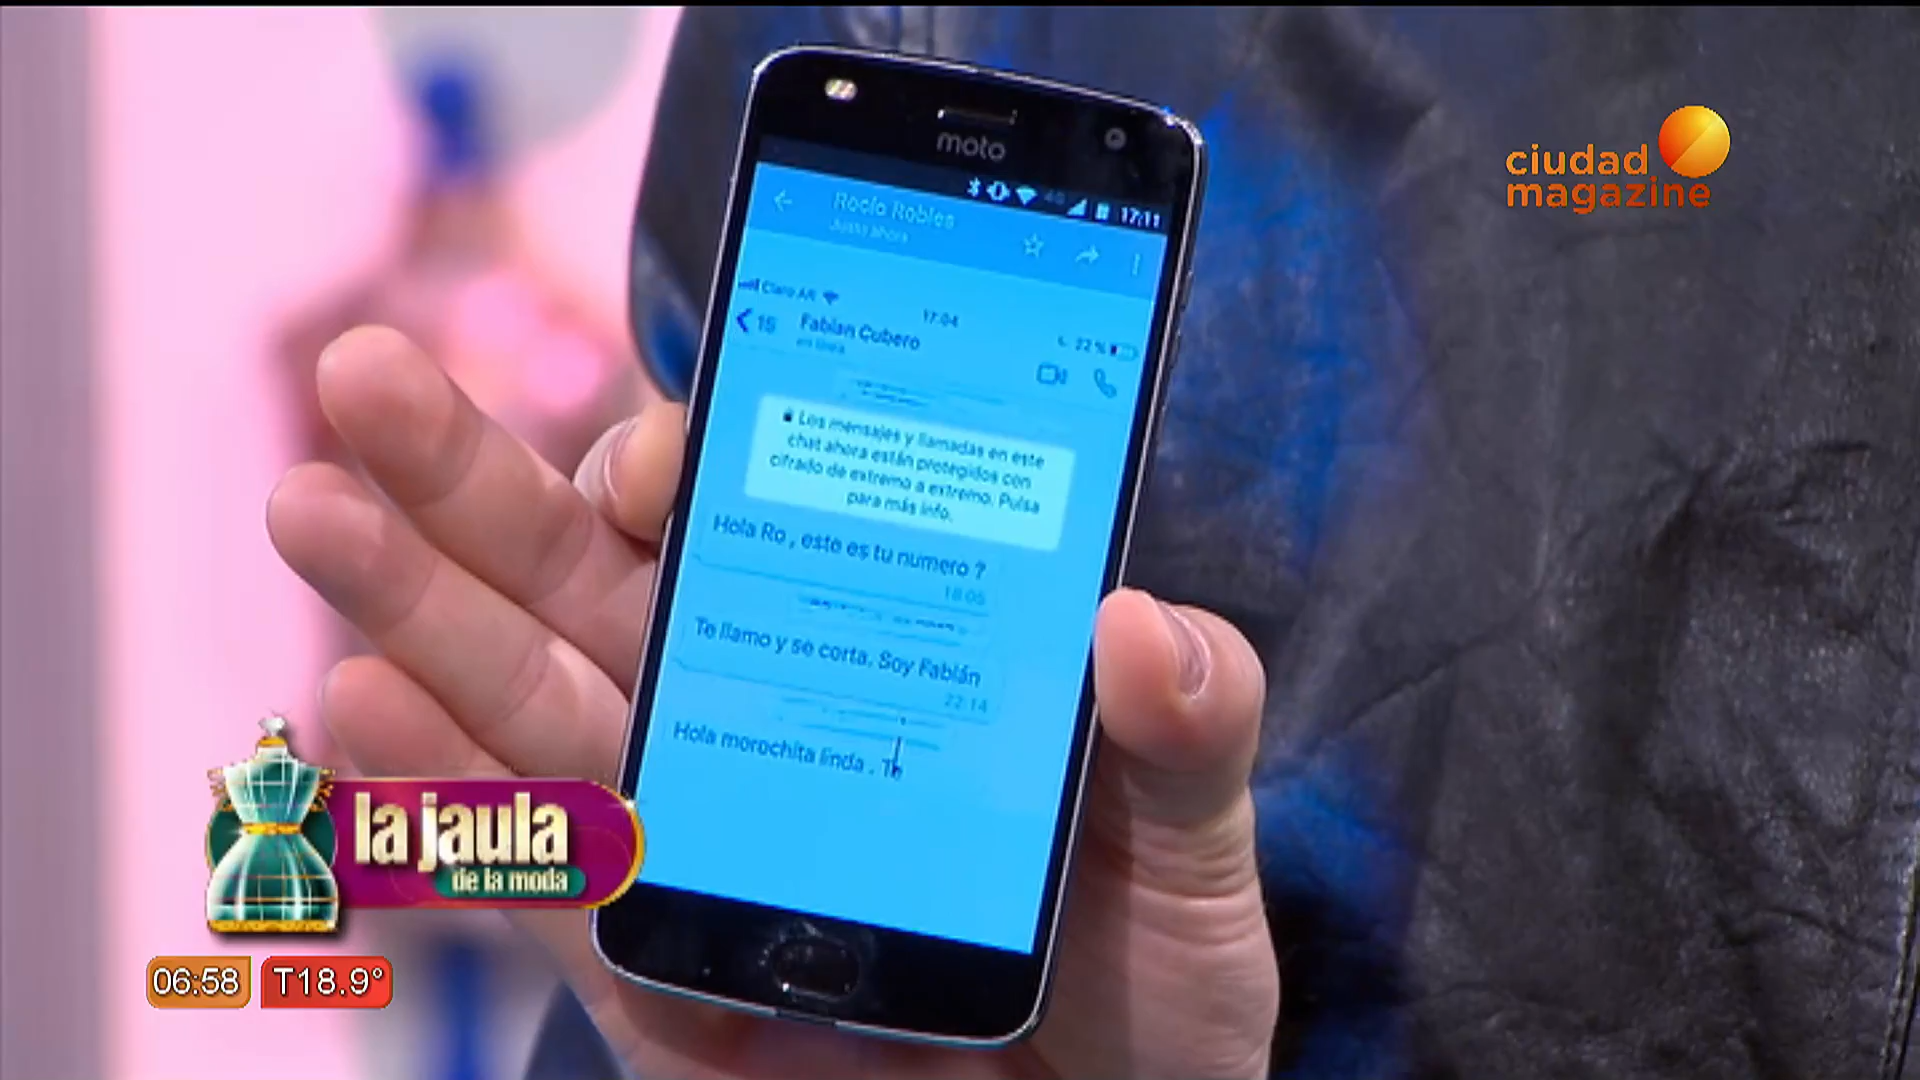 moto
17:11
Rocío Robles
Justo ahora
ciudad
magazine
Claro AR
17:04
22 %
15
Fabian Cubero
en línea
Los mensajes y llamadas en este
chat ahora están protegidos con
cifrado de extremo a extremo. Pulsa
para más info.
Hola Ro , este es tu numero ?
18:05
Te llamo y se corta. Soy Fabián
22:14
Hola morochita linda . Te
la jaula
de la moda
06:58 T18.9°